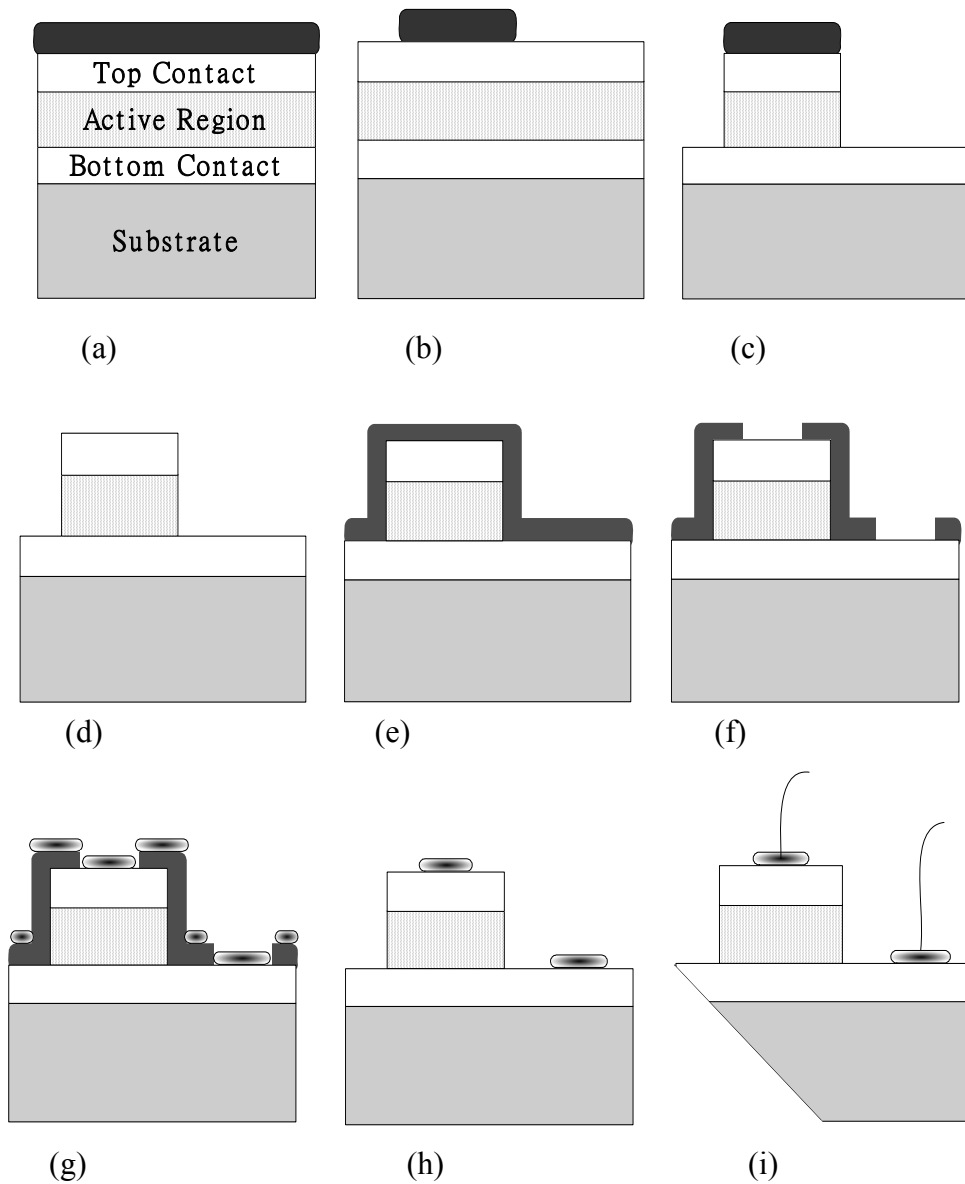 Top Contact
Active Region
Bottom Contact
Substrate
(a)
(b)
(c)
(d)
(e)
(f)
(g)
(h)
(i)